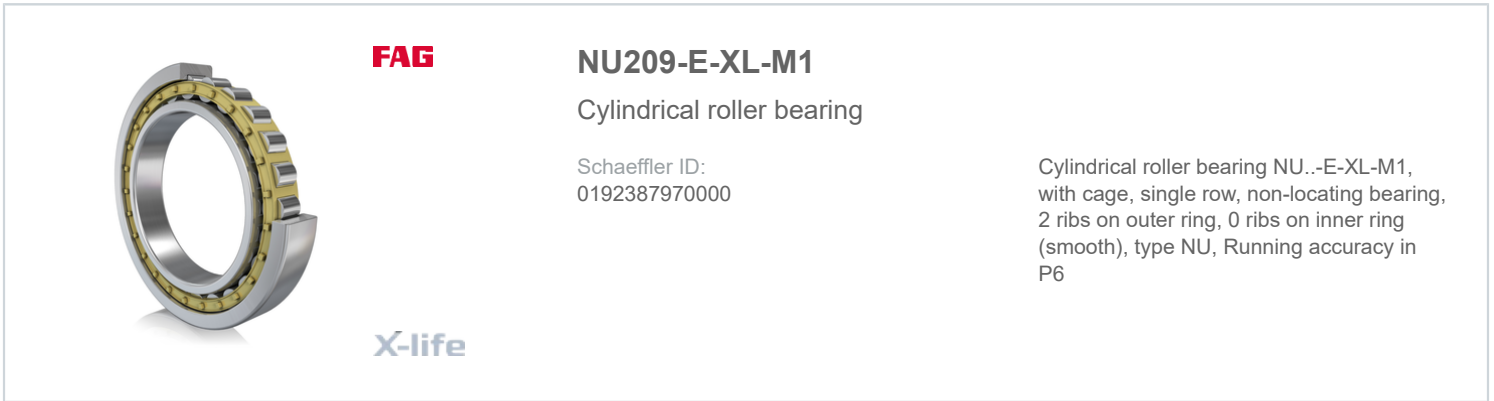 FAG
NU209-E-XL-M1
Cylindrical roller bearing
Schaeffler ID:
0192387970000
Cylindrical roller bearing NU..-E-XL-M1,
with cage, single row, non-locating bearing,
2 ribs on outer ring, 0 ribs on inner ring
(smooth), type NU, Running accuracy in
P6
X-life